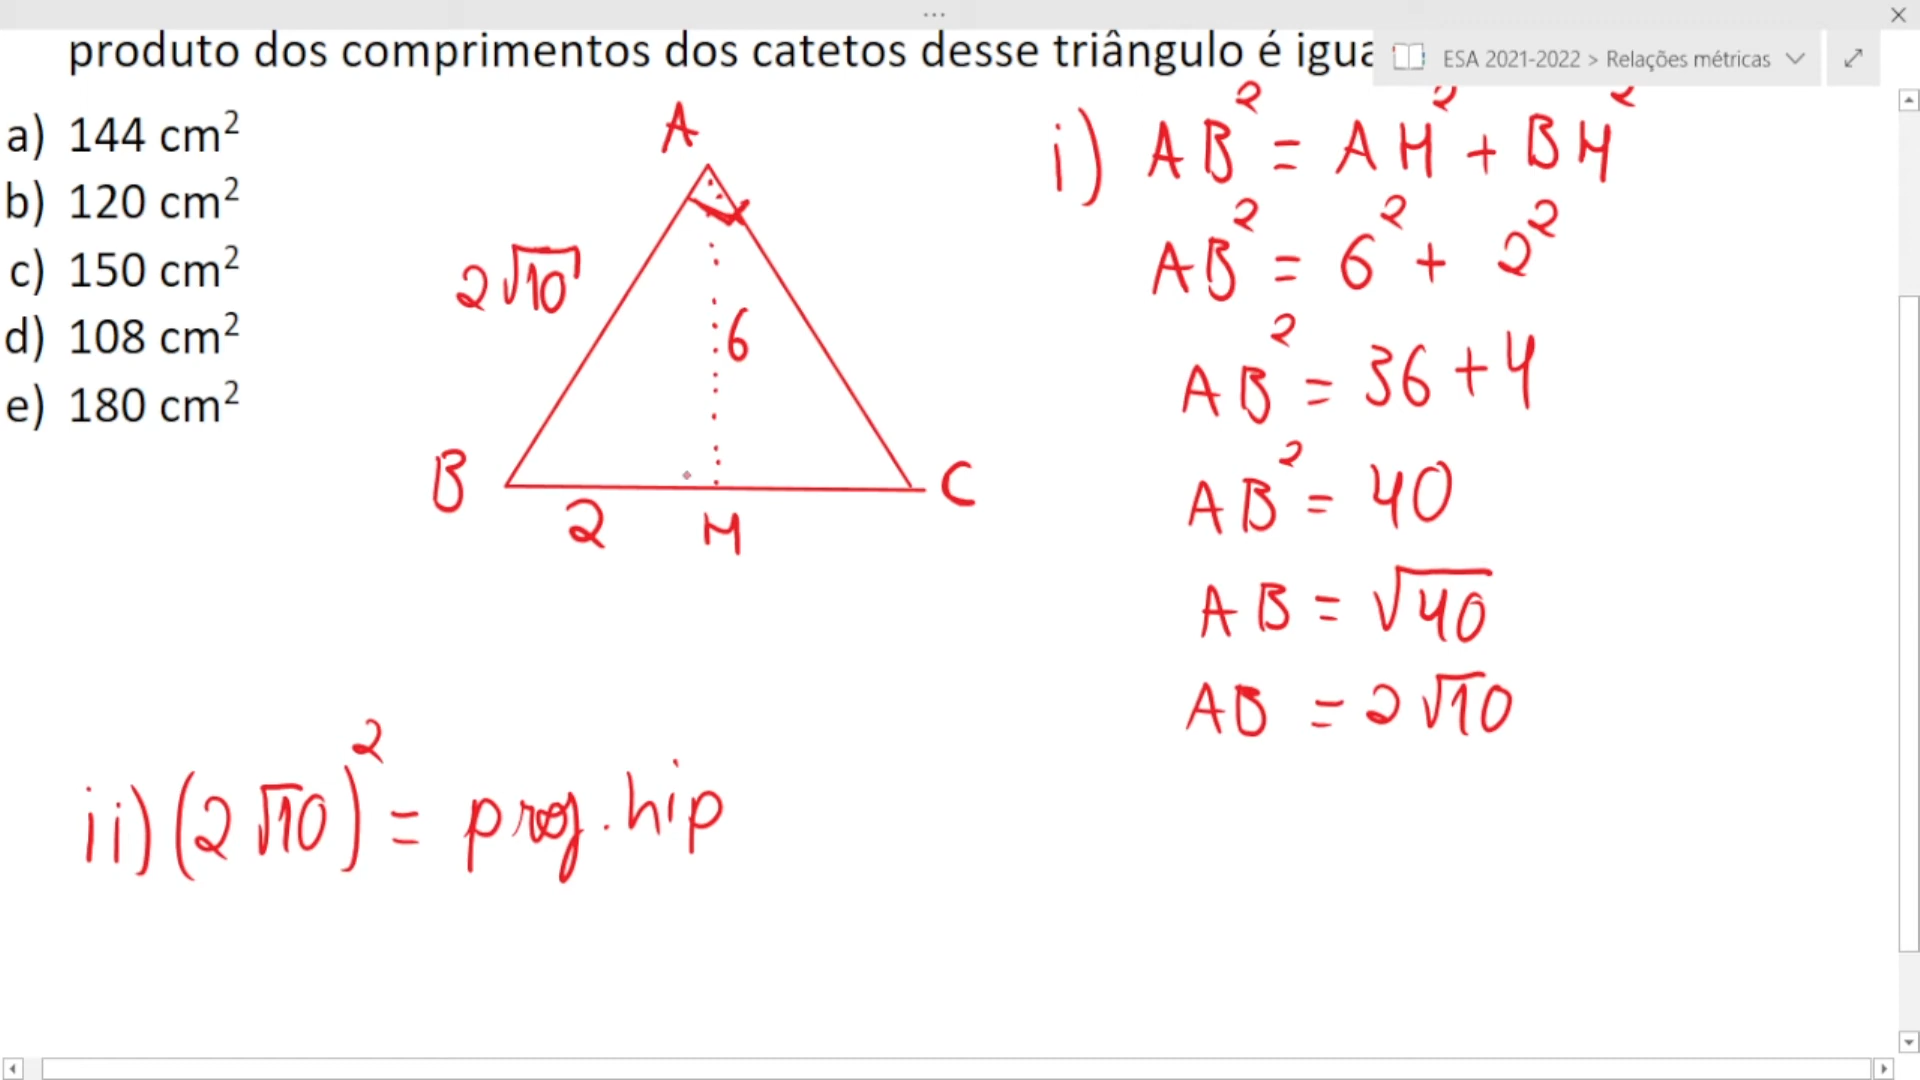 produto dos comprimentos dos catetos desse triângulo é igua
ESA 2021-2022 > Relações métricas
a) 144 cm²
b) 120 cm²
c) 150 cm²
d) 108 cm²
e) 180 cm²
A
2√10
6
B
C
2
H
i) AB² = AH² + BH²
AB² = 6² + 2²
AB² = 36 + 4
AB² = 40
AB = √40
AB = 2√10
ii) (2√10)² = proj. hip